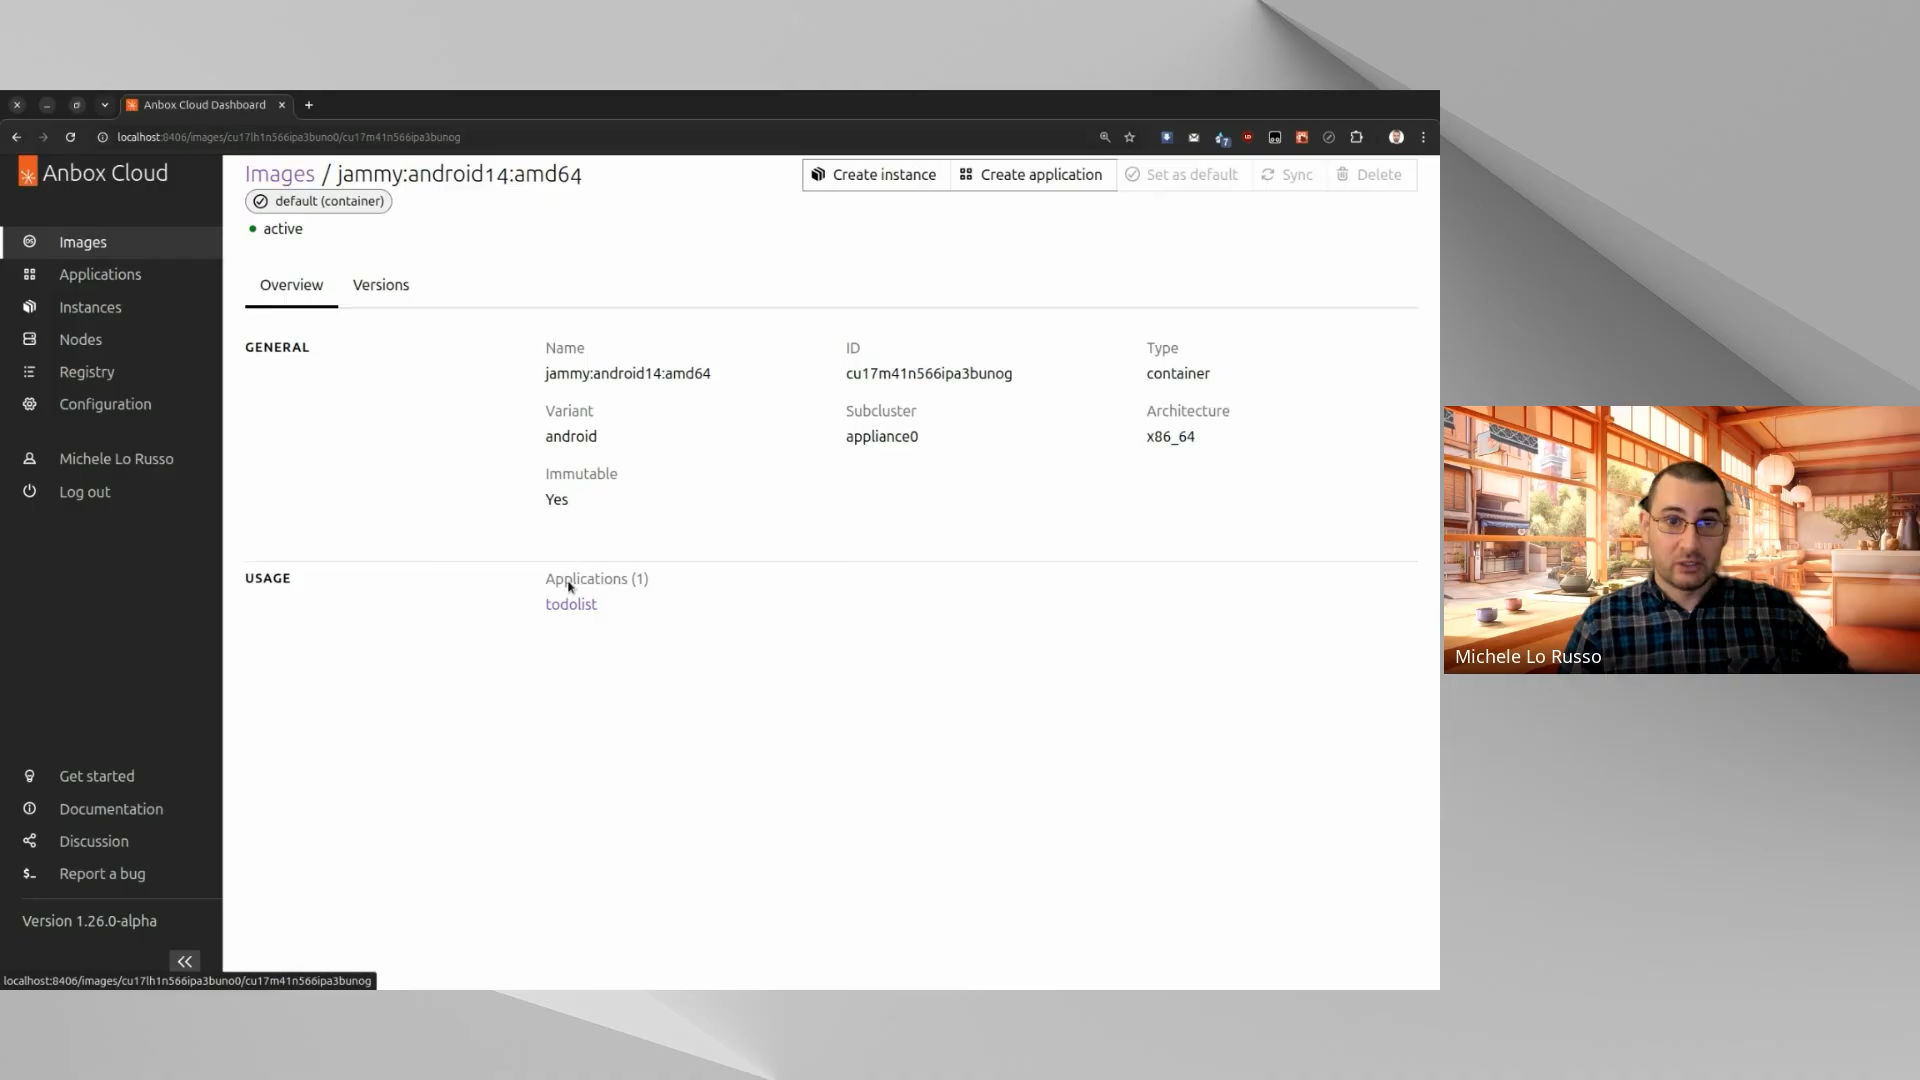 Anbox Cloud Dashboard
localhost:8406/images/cu17lh1n566ipa3buno0/cu17m41n566ipa3bunog
Anbox Cloud
Images
Applications
Instances
Nodes
Registry
Configuration
Michele Lo Russo
Log out
Get started
Documentation
Discussion
Report a bug
Version 1.26.0-alpha
Images / jammy:android14:amd64
Create instance
Create application
Set as default
Sync
Delete
default (container)
active
Overview
Versions
GENERAL
Name
jammy:android14:amd64
ID
cu17m41n566ipa3bunog
Type
container
Variant
android
Subcluster
appliance0
Architecture
x86_64
Immutable
Yes
USAGE
Applications (1)
todolist
localhost:8406/images/cu17lh1n566ipa3buno0/cu17m41n566ipa3bunog
Michele Lo Russo